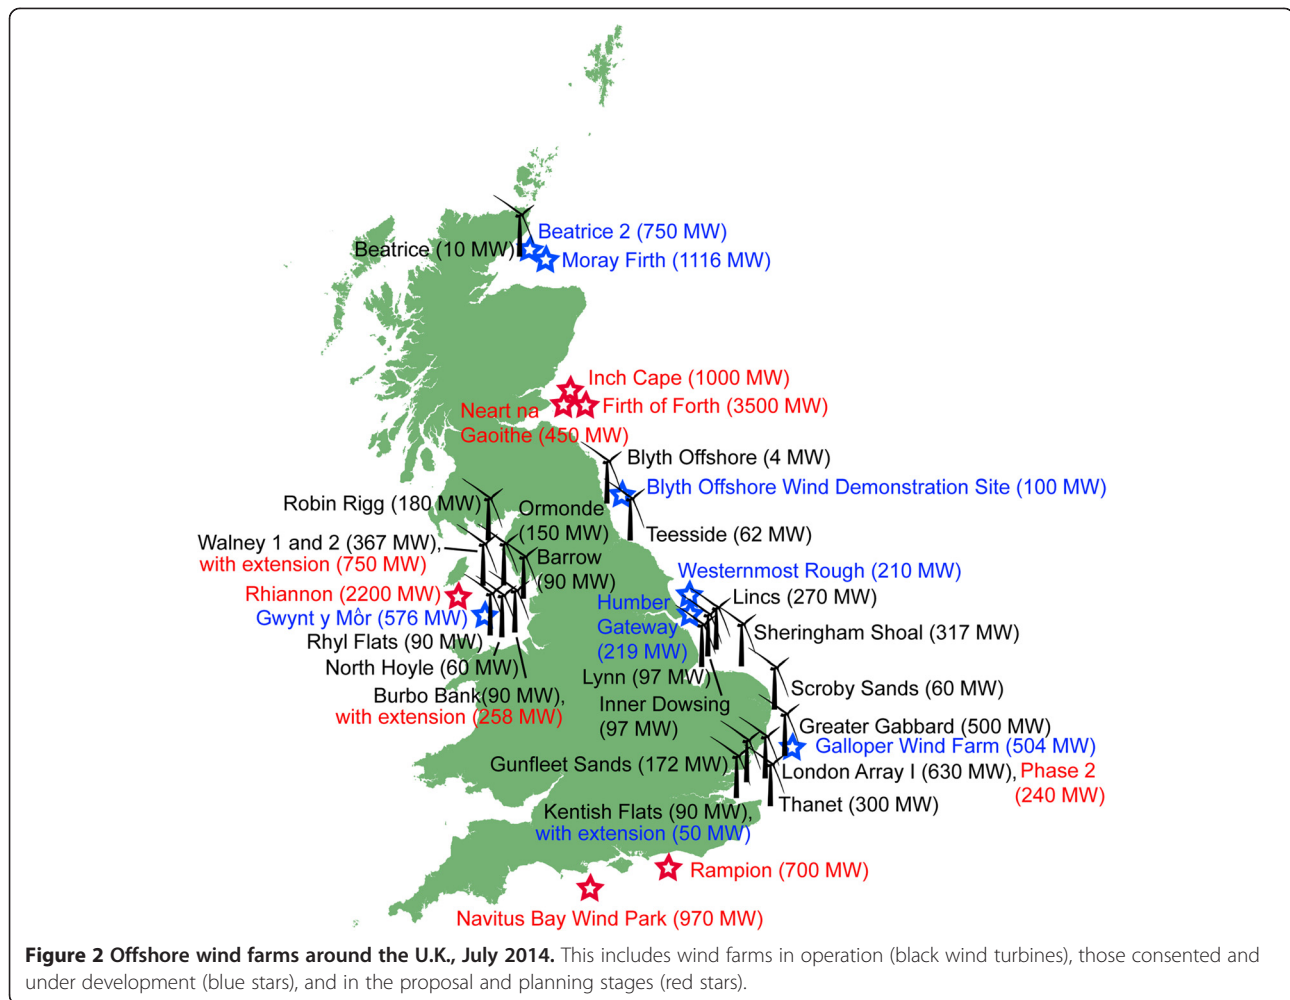 Beatrice 2 (750 MW)
Beatrice (10 MW)
Moray Firth (1116 MW)
Inch Cape (1000 MW)
Neart na
Gaoithe (450 MW)
Firth of Forth (3500 MW)
Blyth Offshore (4 MW)
Blyth Offshore Wind Demonstration Site (100 MW)
Robin Rigg (180 MW)
Ormonde
(150 MW)
Teesside (62 MW)
Walney 1 and 2 (367 MW),
with extension (750 MW)
Barrow
(90 MW)
Westernmost Rough (210 MW)
Rhiannon (2200 MW)
Lincs (270 MW)
Humber
Gateway
(219 MW)
Gwynt y Môr (576 MW)
Sheringham Shoal (317 MW)
Rhyl Flats (90 MW)
North Hoyle (60 MW)
Lynn (97 MW)
Burbo Bank(90 MW),
with extension (258 MW)
Scroby Sands (60 MW)
Inner Dowsing
(97 MW)
Greater Gabbard (500 MW)
Galloper Wind Farm (504 MW)
Gunfleet Sands (172 MW)
London Array I (630 MW), Phase 2
(240 MW)
Thanet (300 MW)
Kentish Flats (90 MW),
with extension (50 MW)
Rampion (700 MW)
Navitus Bay Wind Park (970 MW)
Figure 2 Offshore wind farms around the U.K., July 2014. This includes wind farms in operation (black wind turbines), those consented and
under development (blue stars), and in the proposal and planning stages (red stars).